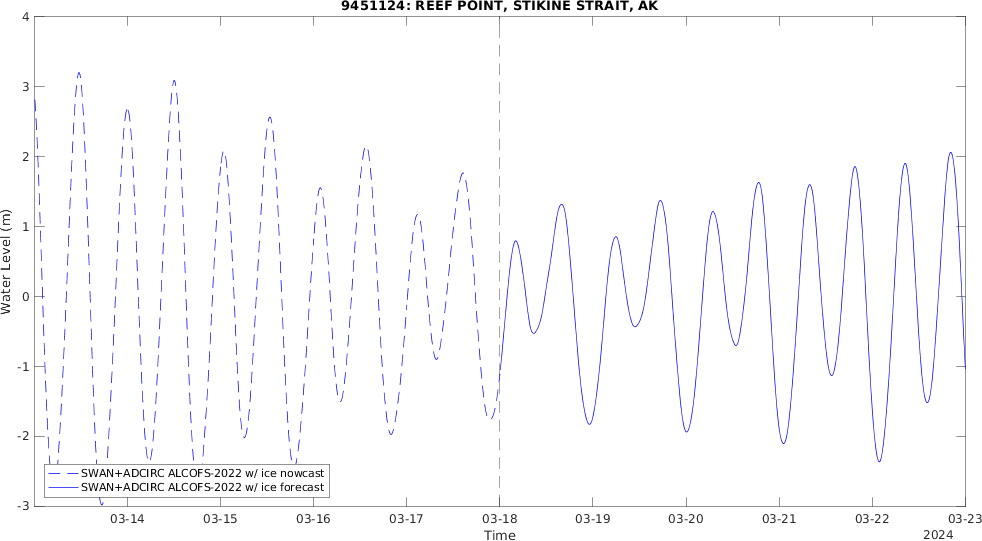 9451124: REEF POINT, STIKINE STRAIT, AK
4
3
2
1
0
-1
-2
-3
Water Level (m)
SWAN+ADCIRC ALCOFS-2022 w/ ice nowcast
SWAN+ADCIRC ALCOFS-2022 w/ ice forecast
03-14 03-15 03-16 03-17 03-18 03-19 03-20 03-21 03-22 03-23
Time
2024